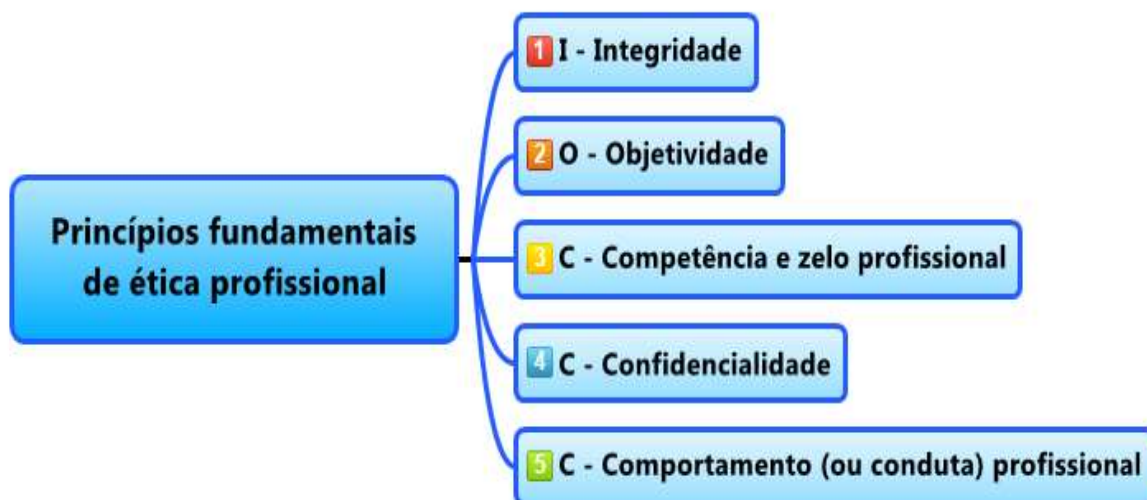 Princípios fundamentais
de ética profissional
1 I - Integridade
2 O - Objetividade
3 C - Competência e zelo profissional
4 C - Confidencialidade
5 C - Comportamento (ou conduta) profissional